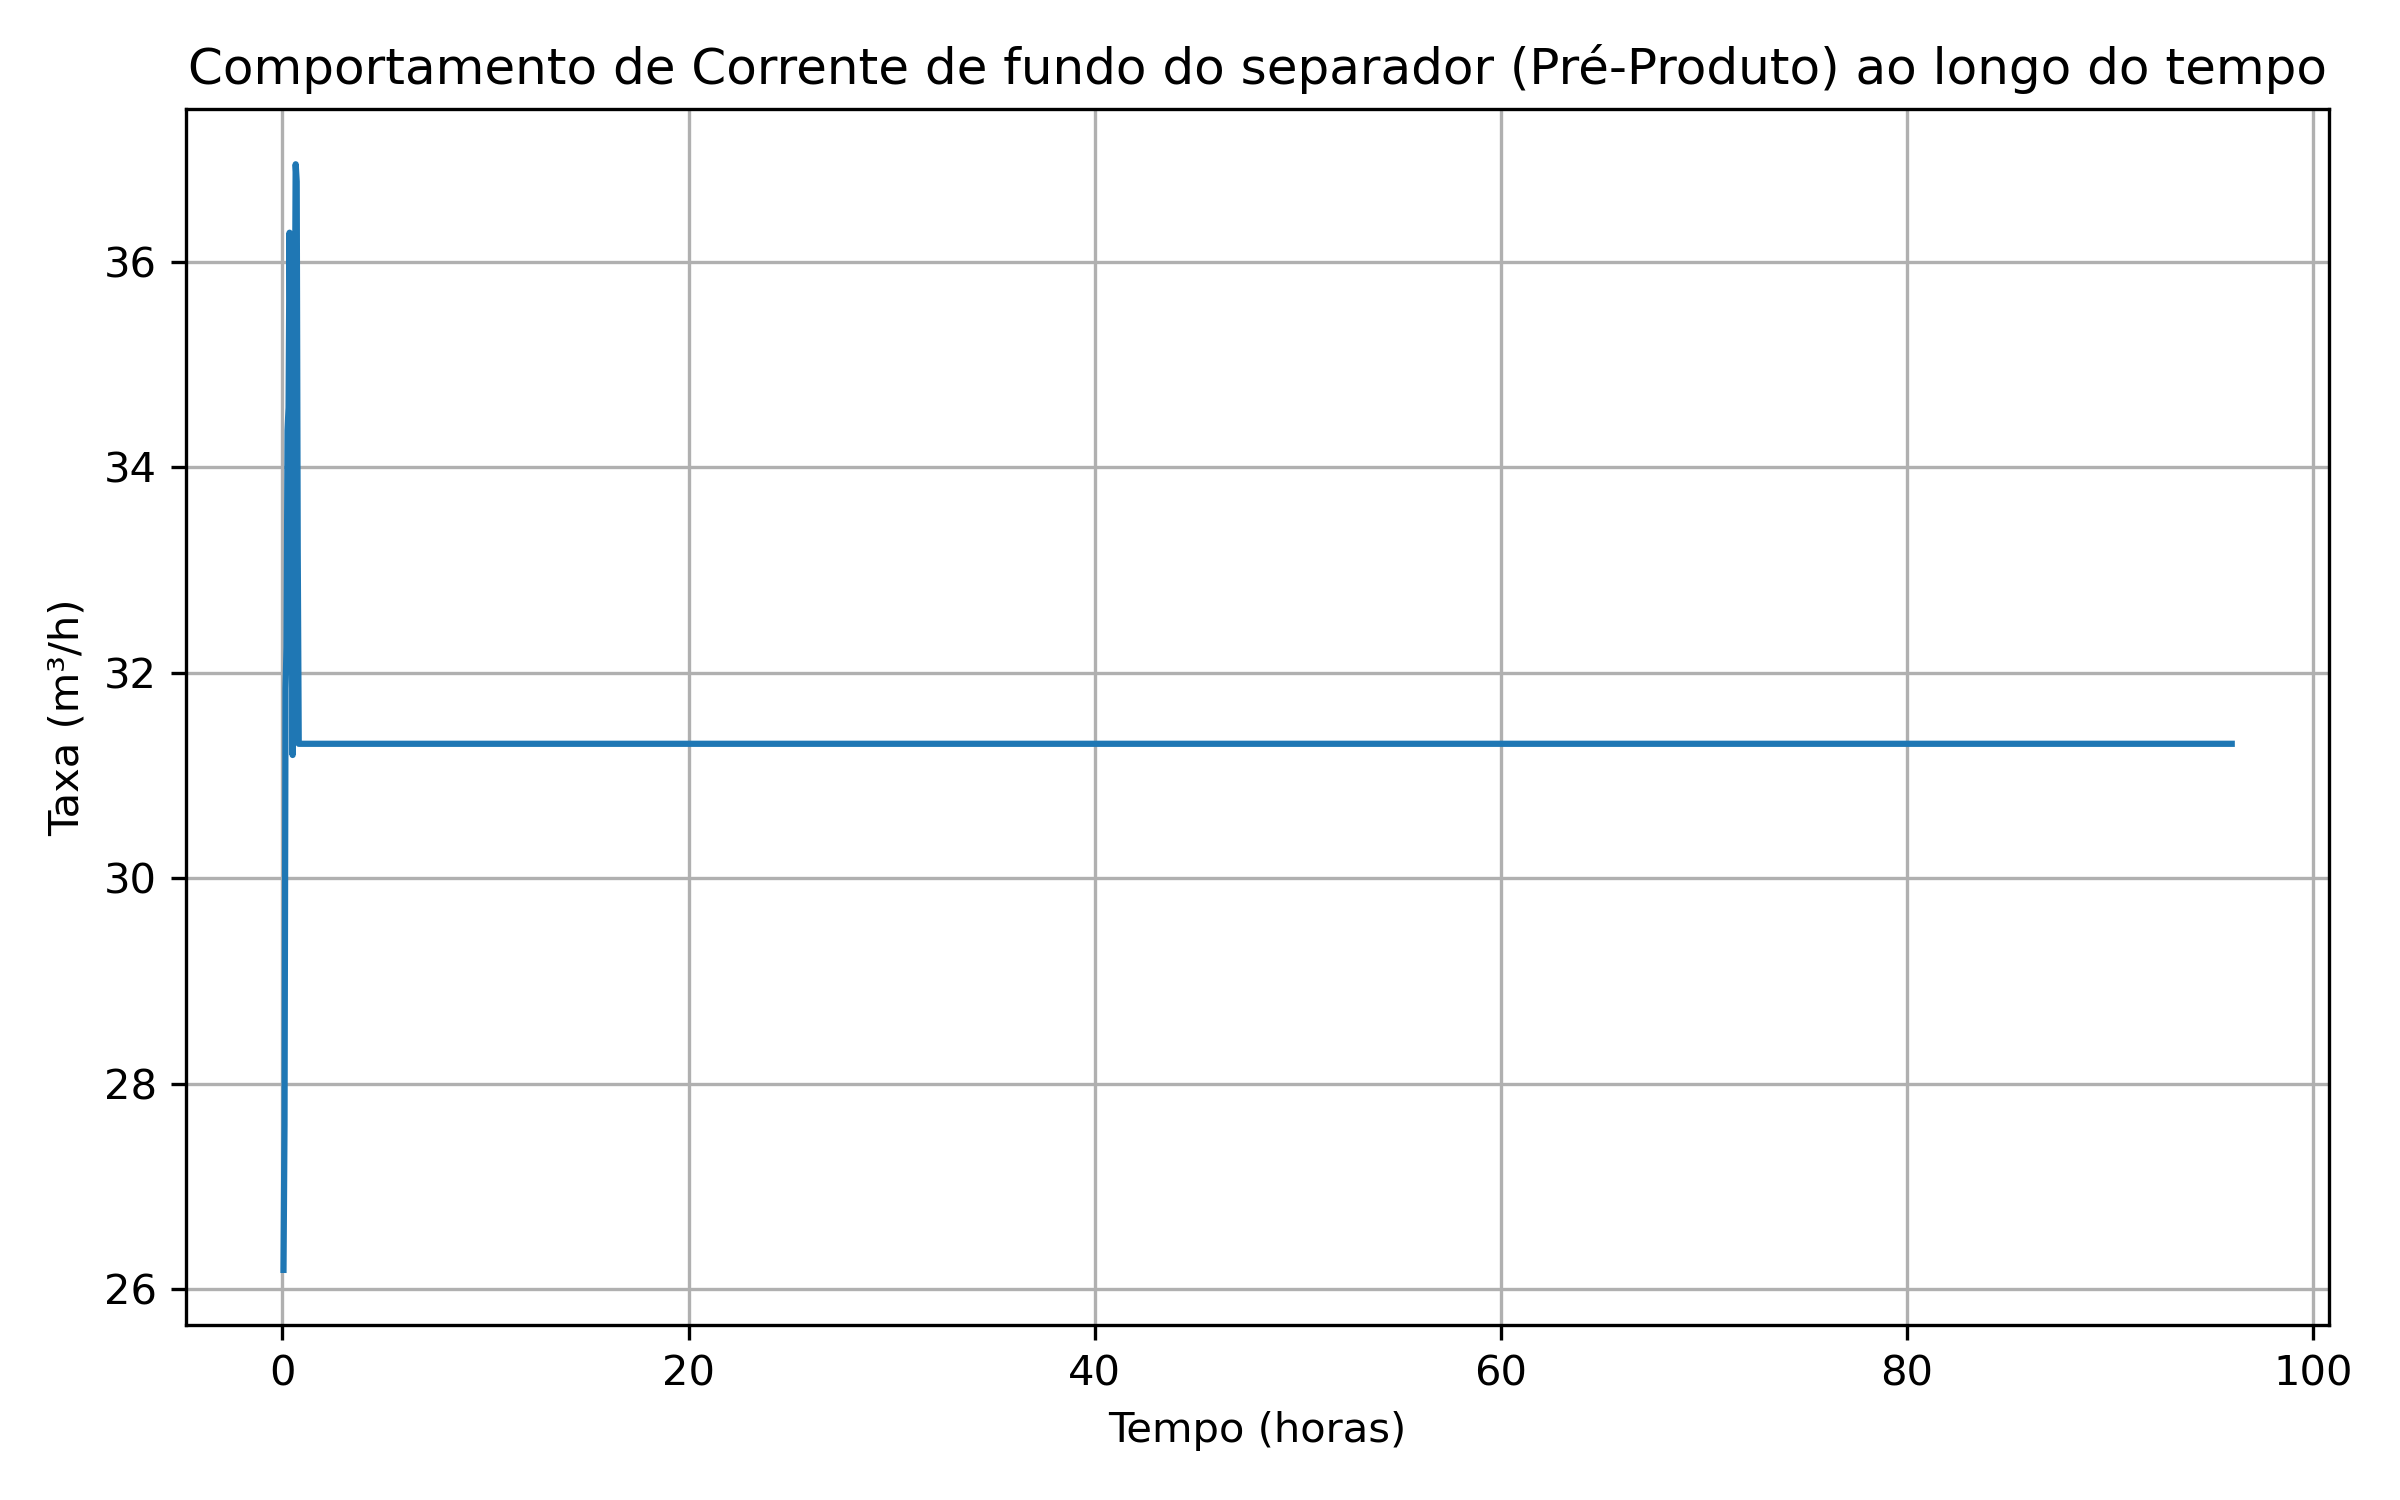 Comportamento de Corrente de fundo do separador (Pré-Produto) ao longo do tempo
36
34
32
30
28
26
Taxa (m³/h)
0 20 40 60 80 100
Tempo (horas)